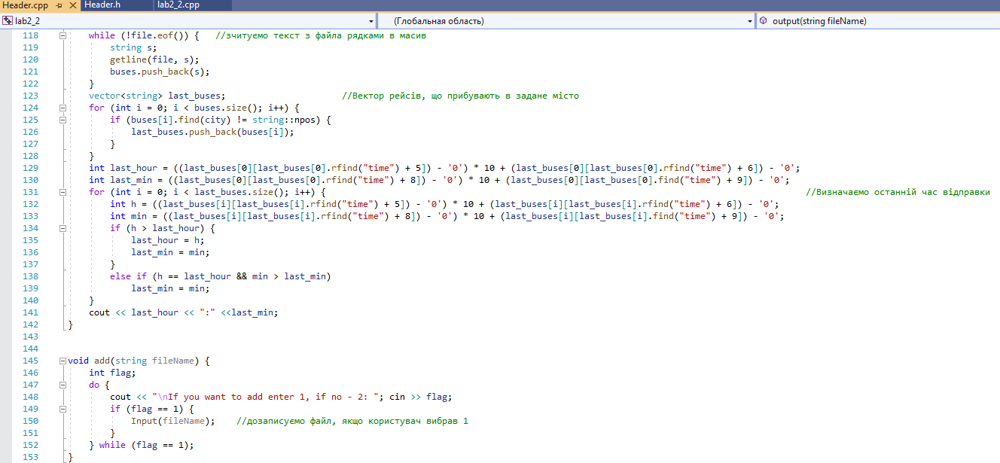 Header.cpp Header.h lab2_2.cpp
lab2_2 (Глобальная область) output(string fileName)
118 while (!file.eof()) { //зчитуємо текст з файла рядками в масив
119 string s;
120 getline(file, s);
121 buses.push_back(s);
122 }
123 vector<string> last_buses; //Вектор рейсів, що прибувають в задане місто
124 for (int i = 0; i < buses.size(); i++) {
125 if (buses[i].find(city) != string::npos) {
126 last_buses.push_back(buses[i]);
127 }
128 }
129 int last_hour = ((last_buses[0][last_buses[0].rfind("time") + 5]) - '0') * 10 + (last_buses[0][last_buses[0].rfind("time") + 6]) - '0';
130 int last_min = ((last_buses[0][last_buses[0].rfind("time") + 8]) - '0') * 10 + (last_buses[0][last_buses[0].find("time") + 9]) - '0';
131 for (int i = 0; i < last_buses.size(); i++) { //Визначаємо останній час відправки
132 int h = ((last_buses[i][last_buses[i].rfind("time") + 5]) - '0') * 10 + (last_buses[i][last_buses[i].rfind("time") + 6]) - '0';
133 int min = ((last_buses[i][last_buses[i].rfind("time") + 8]) - '0') * 10 + (last_buses[i][last_buses[i].find("time") + 9]) - '0';
134 if (h > last_hour) {
135 last_hour = h;
136 last_min = min;
137 }
138 else if (h == last_hour && min > last_min)
139 last_min = min;
140 }
141 cout << last_hour << ":" <<last_min;
142 }
143
144
145 void add(string fileName) {
146 int flag;
147 do {
148 cout << "\nIf you want to add enter 1, if no - 2: "; cin >> flag;
149 if (flag == 1) {
150 Input(fileName); //дозаписуємо файл, якщо користувач вибрав 1
151 }
152 } while (flag == 1);
153 }